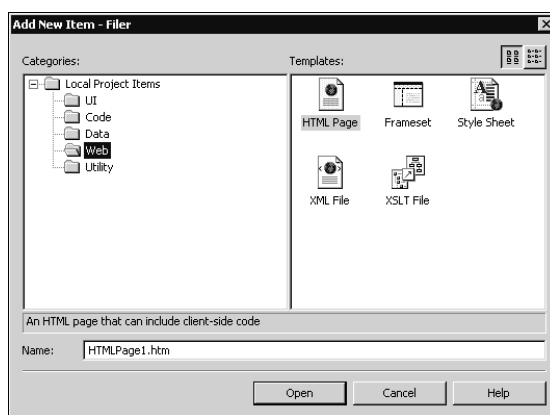 Add New Item - Filer
Categories:
Templates:
Local Project Items
UI
Code
Data
Web
Utility
HTML Page
Frameset
Style Sheet
XML File
XSLT File
An HTML page that can include client-side code
Name:
HTMLPage1.htm
Open
Cancel
Help